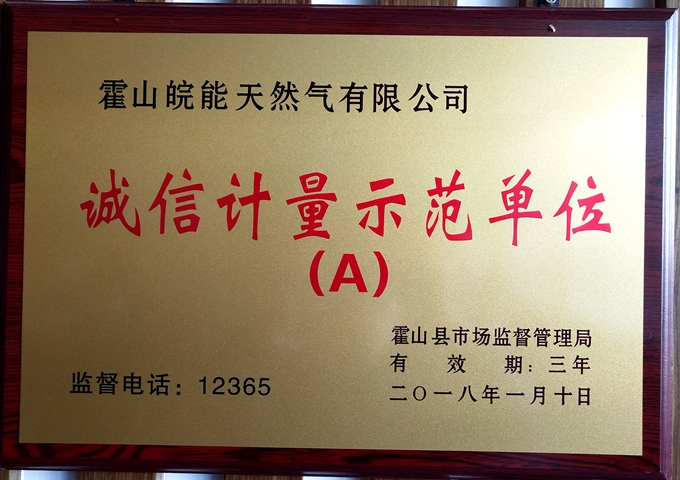 霍山皖能天然气有限公司
诚信计量示范单位
(A)
霍山县市场监督管理局
有效期:三年
监督电话:12365
二〇一八年一月十日